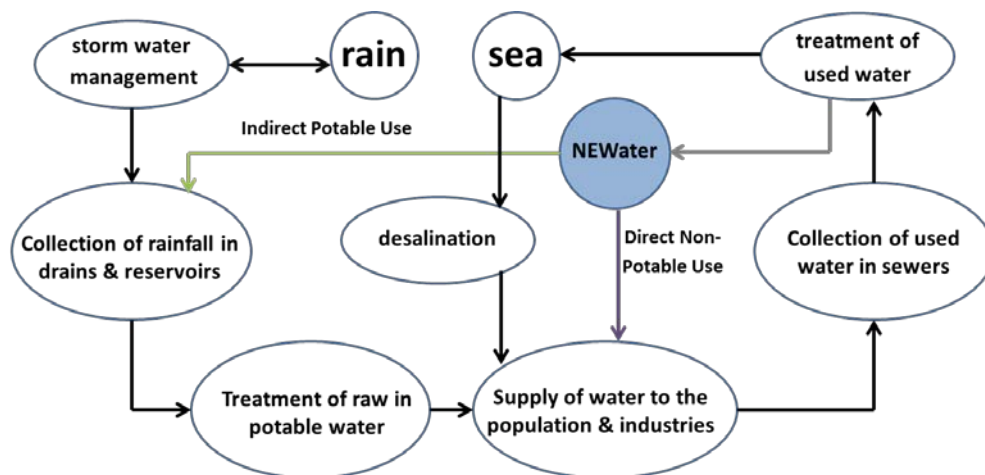 storm water
management
rain
sea
treatment of
used water
Indirect Potable Use
NEWater
Collection of rainfall in
drains & reservoirs
desalination
Direct Non-
Potable Use
Collection of used
water in sewers
Treatment of raw in
potable water
Supply of water to the
population & industries